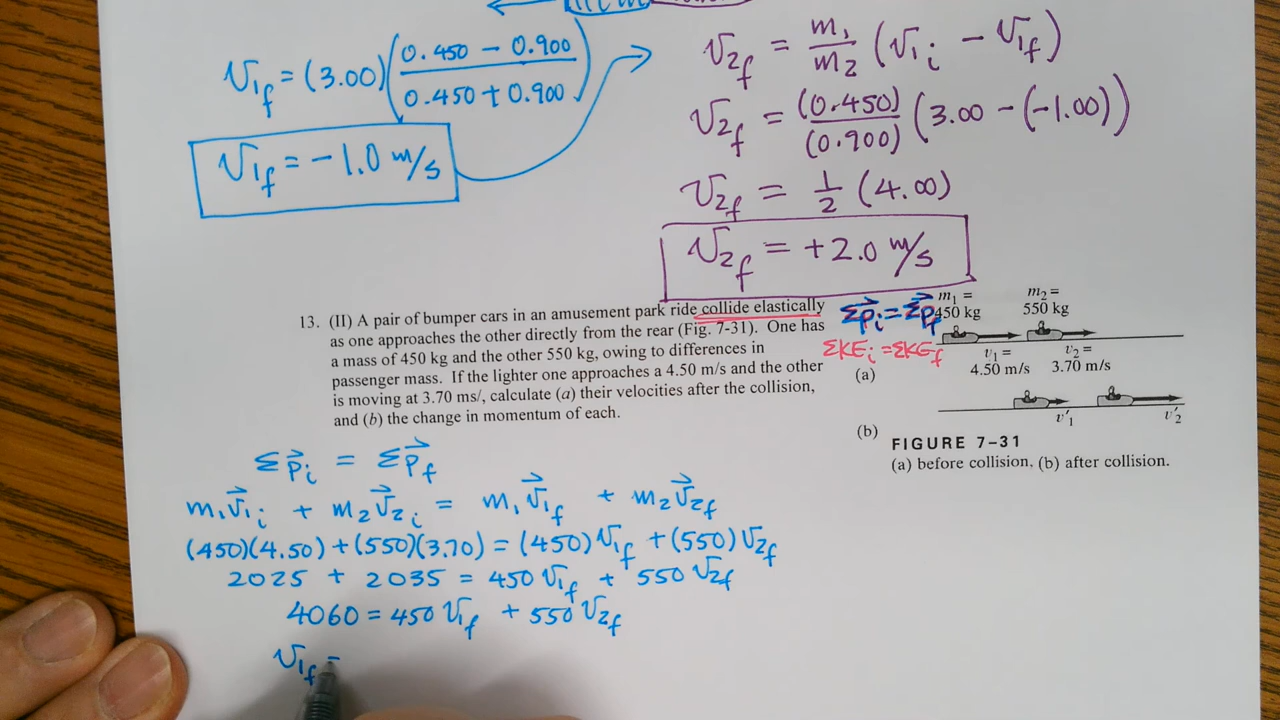 V1f = (3.00)((0.450 − 0.900)/(0.450 + 0.900))
V1f = −1.0 m/s
V2f = m1/m2 (V1i − V1f)
V2f = (0.450)/(0.900) (3.00 − (−1.00))
V2f = 1/2 (4.00)
V2f = +2.0 m/s
13. (II) A pair of bumper cars in an amusement park ride collide elastically
as one approaches the other directly from the rear (Fig. 7-31). One has
a mass of 450 kg and the other 550 kg, owing to differences in
passenger mass. If the lighter one approaches a 4.50 m/s and the other
is moving at 3.70 ms/, calculate (a) their velocities after the collision,
and (b) the change in momentum of each.
Σp⃗i = Σp⃗f
ΣKEi = ΣKEf
m1 =
450 kg
m2 =
550 kg
v1 =
4.50 m/s
v2 =
3.70 m/s
(a)
v'1
v'2
(b)
FIGURE 7–31
(a) before collision, (b) after collision.
Σp⃗i = Σp⃗f
m1v⃗1i + m2v⃗2i = m1v⃗1f + m2v⃗2f
(450)(4.50) + (550)(3.70) = (450)V1f + (550)V2f
2025 + 2035 = 450 V1f + 550 V2f
4060 = 450 V1f + 550 V2f
V1f =